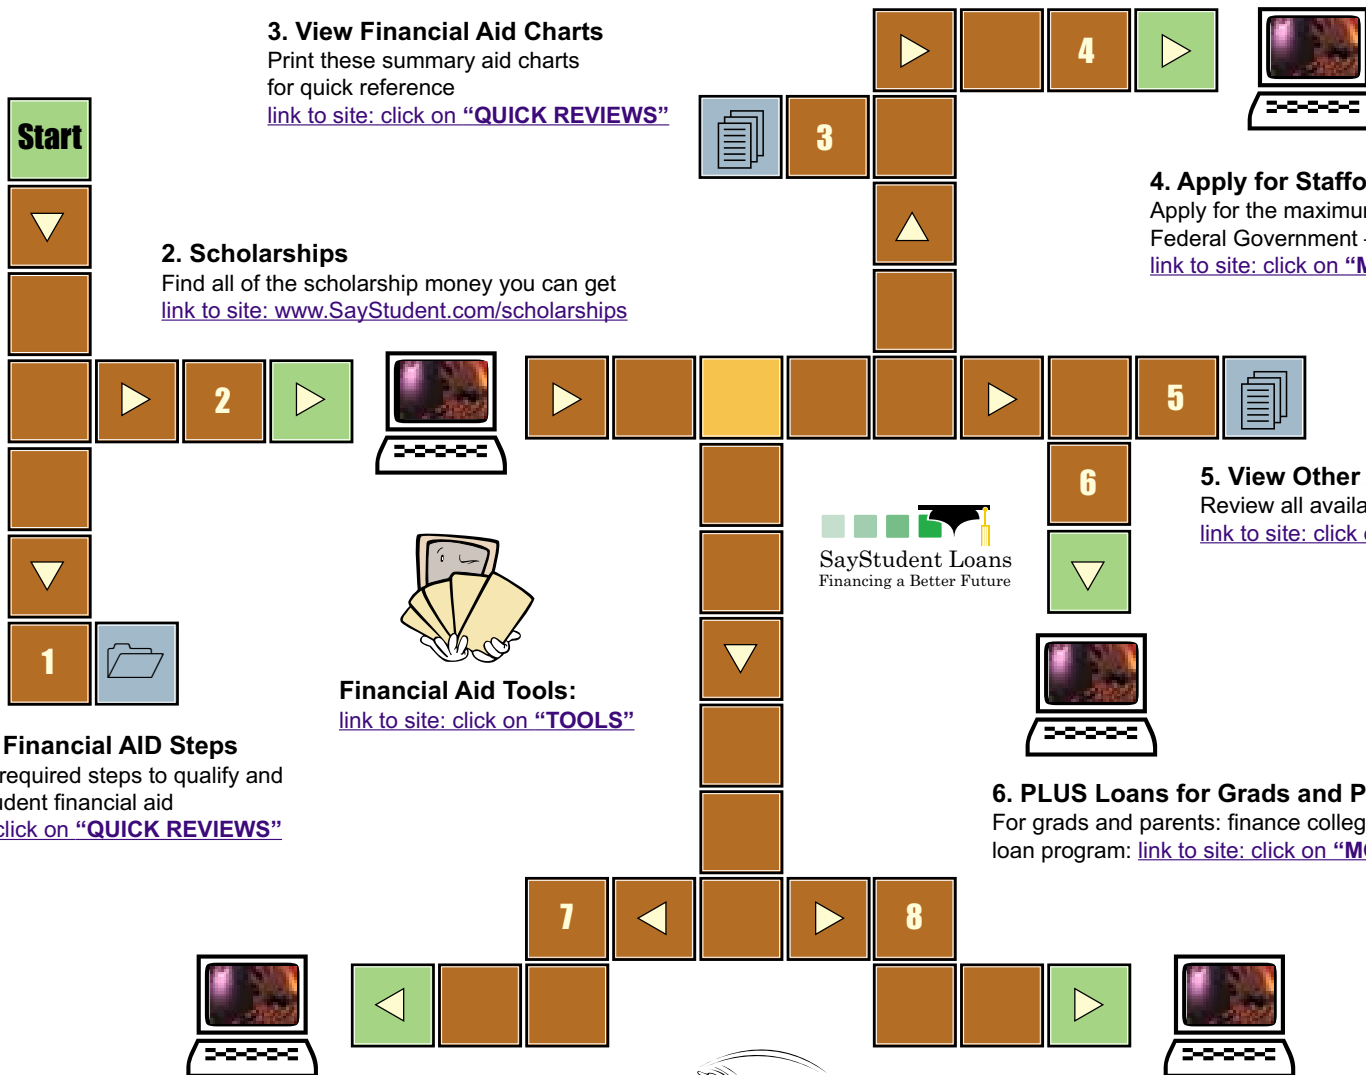 3. View Financial Aid Charts
Print these summary aid charts
for quick reference
link to site: click on “QUICK REVIEWS”
4
Start
3
4. Apply for
Apply for the
Federal Government
link to site: click on
2. Scholarships
Find all of the scholarship money you can get
link to site: www.SayStudent.com/scholarships
2
5
6
5. View Other
Review all
link to site: click
SayStudent Loans
Financing a Better Future
1
Financial Aid Tools:
link to site: click on “TOOLS”
Financial AID Steps
required steps to qualify and
financial aid
click on “QUICK REVIEWS”
6. PLUS Loans for Grads and
For grads and parents: finance
loan program: link to site: click on
7
8